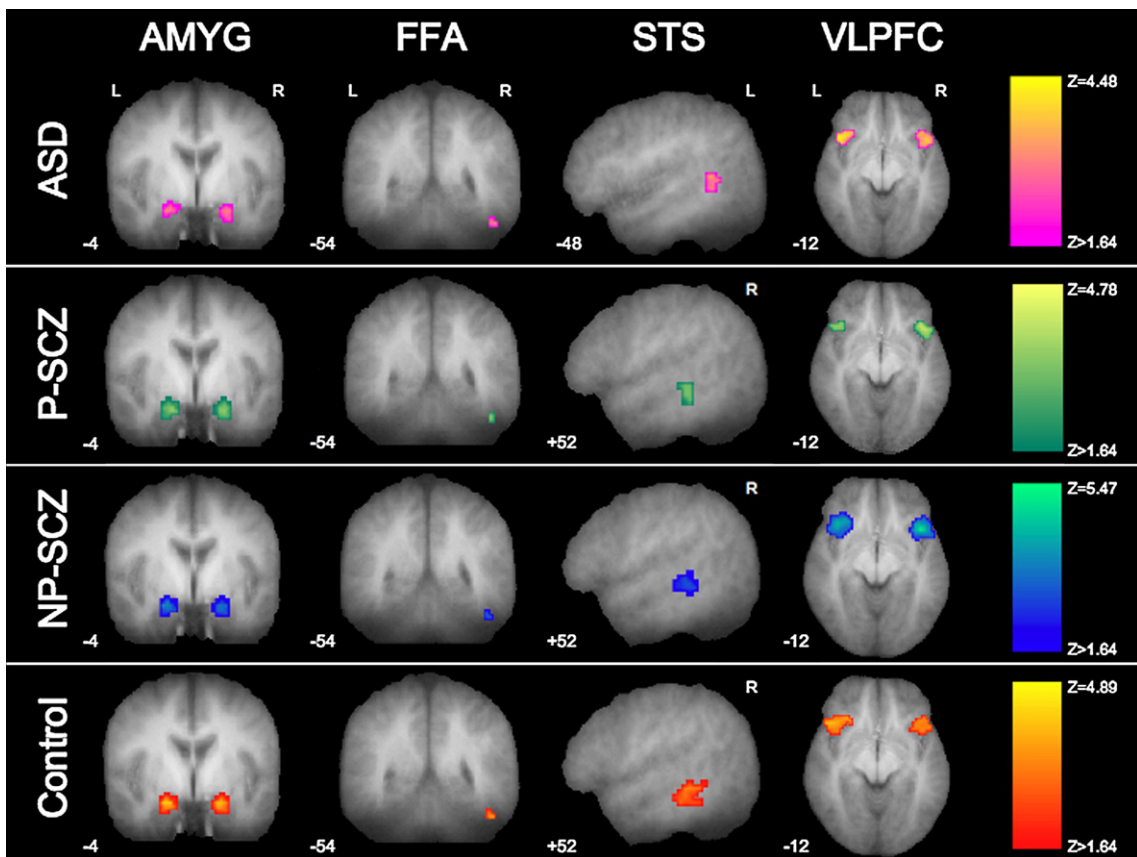 AMYG FFA STS VLPFC
ASD
L R L R L L R
-4 -54 -48 -12
Z=4.48
Z>1.64
P-SCZ
R
-4 -54 +52 -12
Z=4.78
Z>1.64
NP-SCZ
R
-4 -54 +52 -12
Z=5.47
Z>1.64
Control
R
-4 -54 +52 -12
Z=4.89
Z>1.64